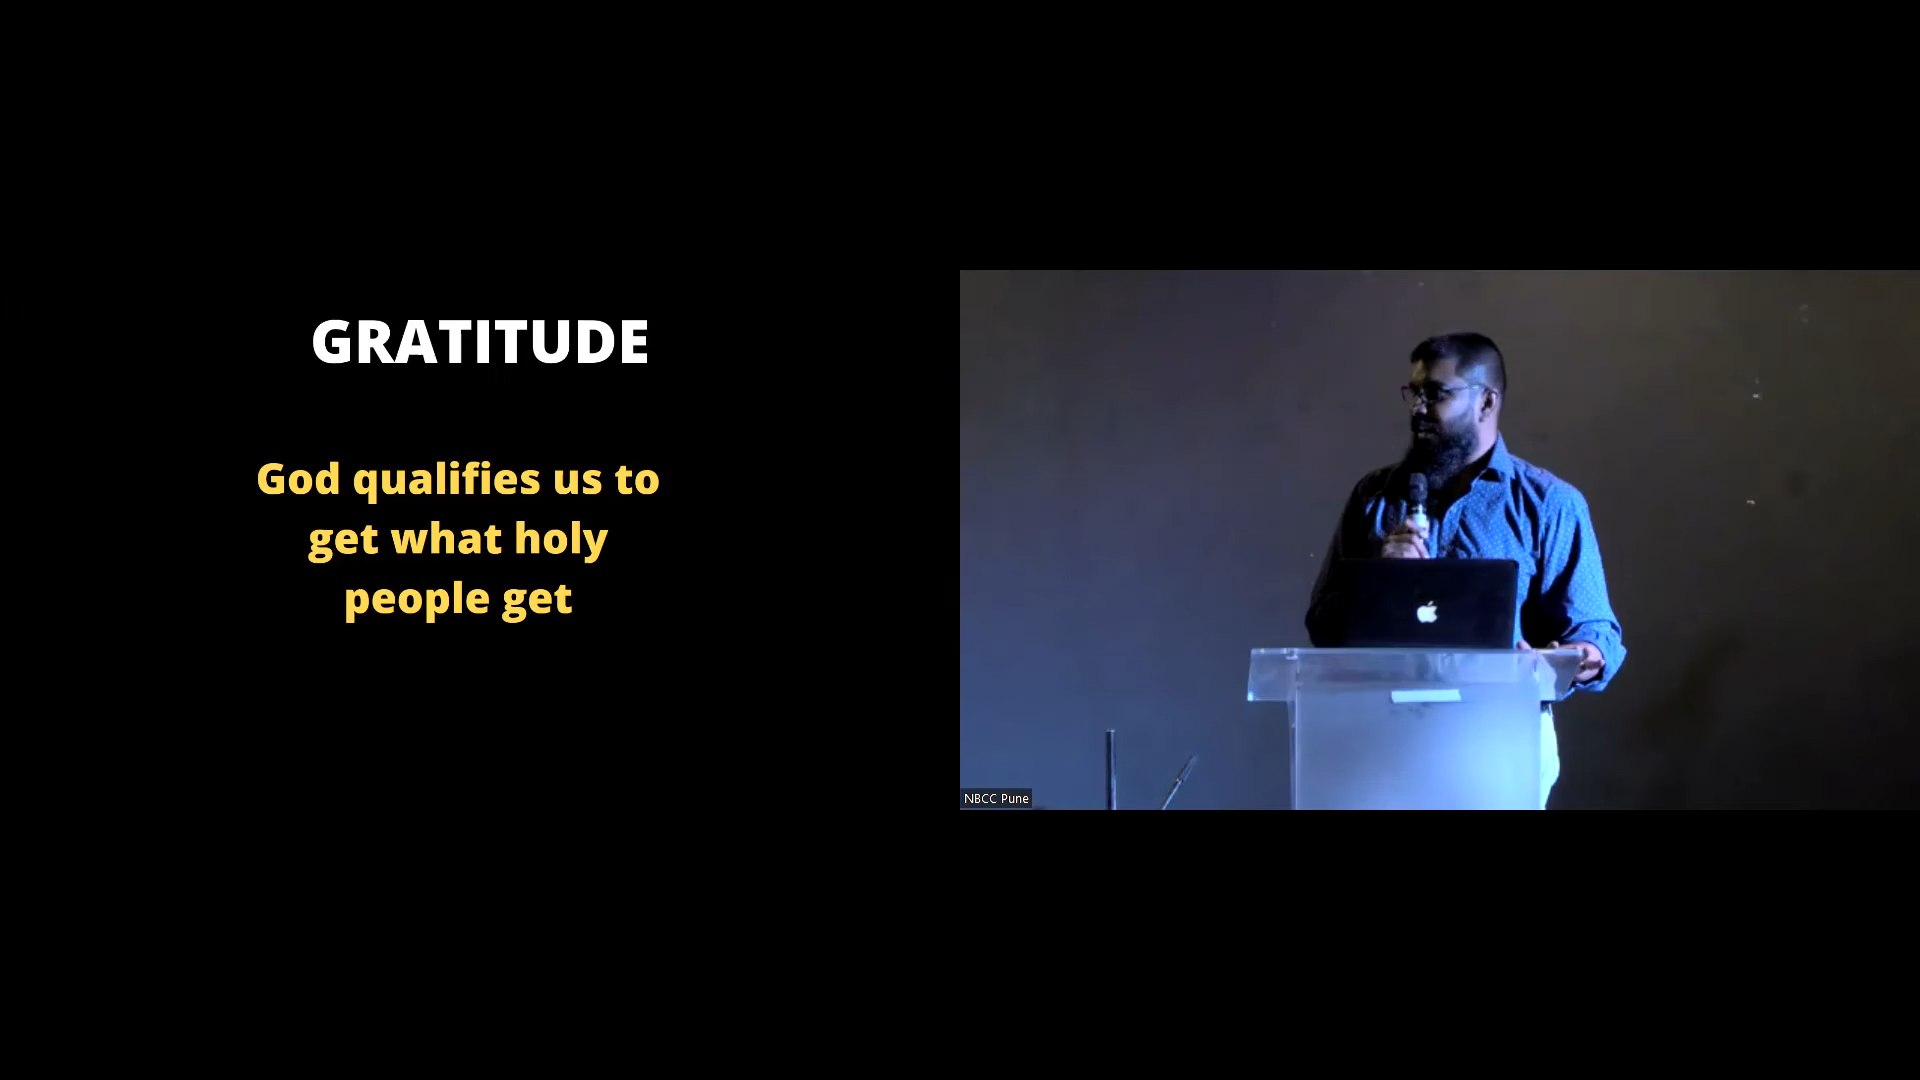 GRATITUDE
God qualifies us to
get what holy
people get
NBCC Pune